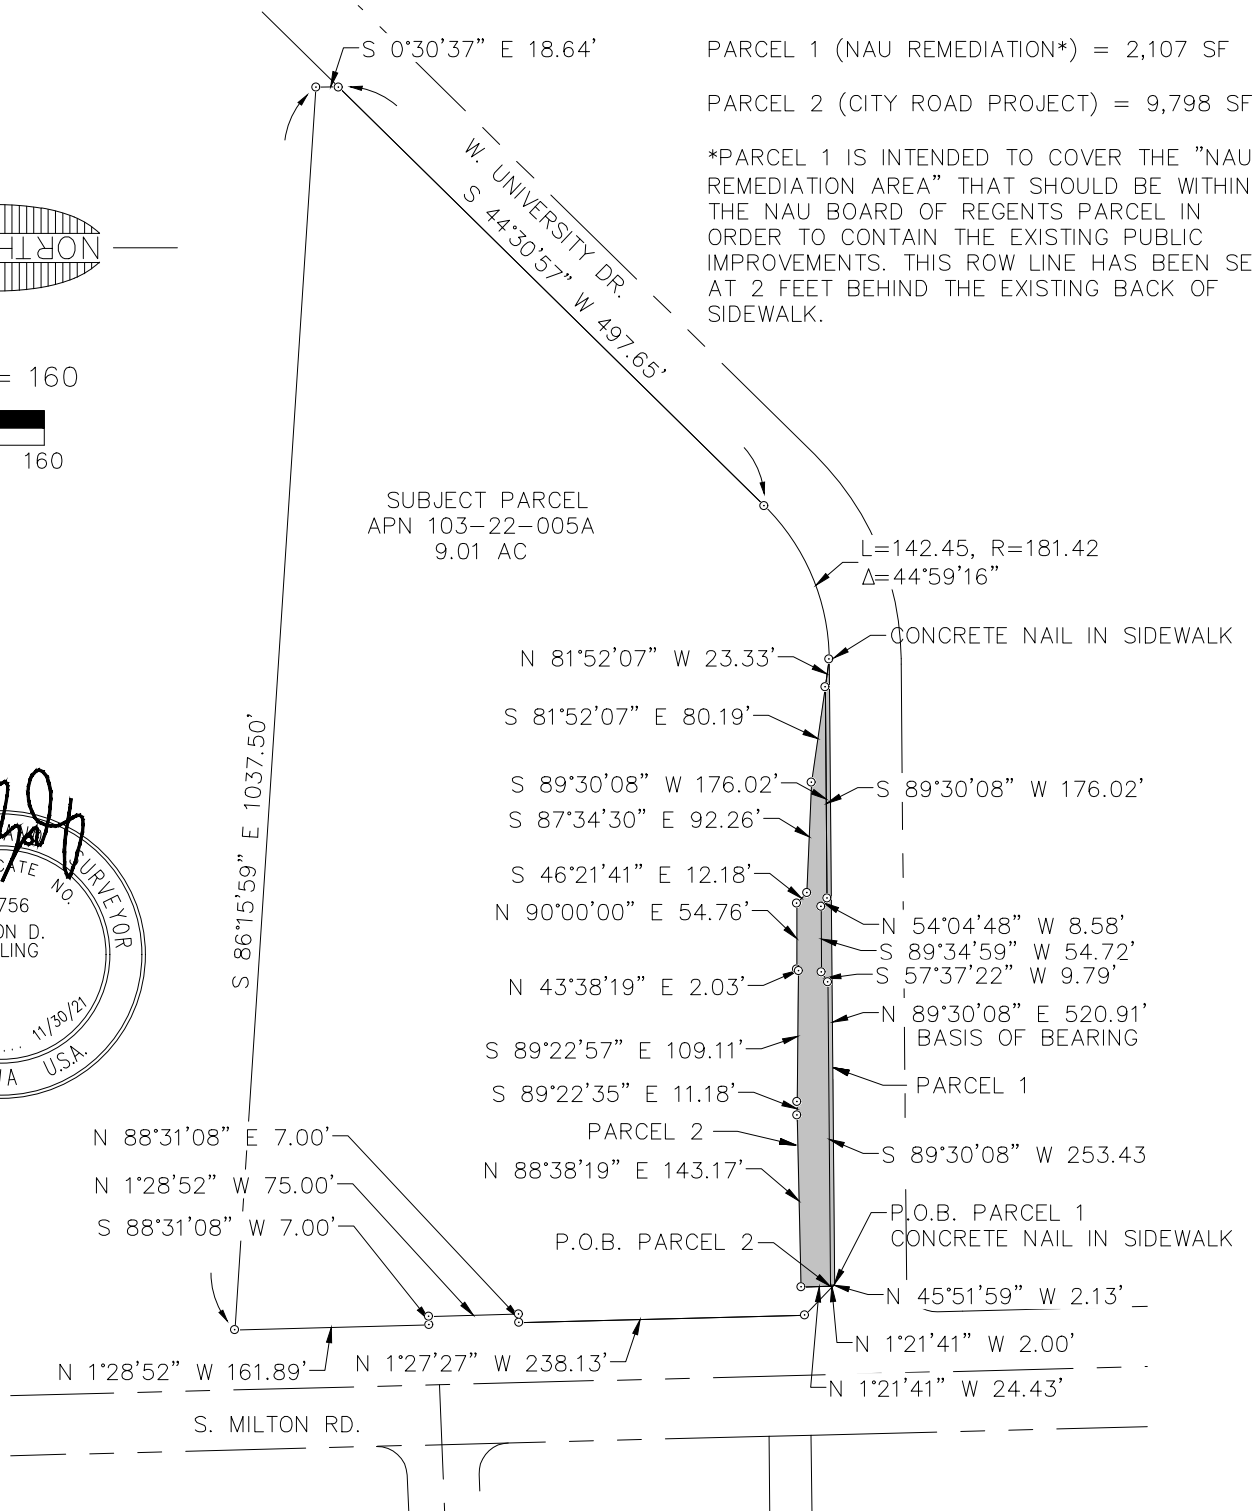 S 0°30'37" E 18.64'
PARCEL 1 (NAU REMEDIATION*) = 2,107 SF
PARCEL 2 (CITY ROAD PROJECT) = 9,798 SF
*PARCEL 1 IS INTENDED TO COVER THE "NAU
REMEDIATION AREA" THAT SHOULD BE WITHIN
THE NAU BOARD OF REGENTS PARCEL IN
ORDER TO CONTAIN THE EXISTING PUBLIC
IMPROVEMENTS. THIS ROW LINE HAS BEEN SE
AT 2 FEET BEHIND THE EXISTING BACK OF
SIDEWALK.
W. UNIVERSITY DR.
S 44°30'57" W 497.65'
NORTH
= 160
160
SUBJECT PARCEL
APN 103-22-005A
9.01 AC
L=142.45, R=181.42
Δ=44°59'16"
CONCRETE NAIL IN SIDEWALK
N 81°52'07" W 23.33'
S 81°52'07" E 80.19'
S 89°30'08" W 176.02'
S 89°30'08" W 176.02'
S 87°34'30" E 92.26'
S 46°21'41" E 12.18'
N 90°00'00" E 54.76'
N 54°04'48" W 8.58'
S 89°34'59" W 54.72'
S 57°37'22" W 9.79'
N 43°38'19" E 2.03'
N 89°30'08" E 520.91'
BASIS OF BEARING
S 89°22'57" E 109.11'
PARCEL 1
S 89°22'35" E 11.18'
PARCEL 2
S 89°30'08" W 253.43
N 88°38'19" E 143.17'
S 86°15'59" E 1037.50'
CATE NO.
SURVEYOR
756
ON D.
LING
11/30/21
U.S.A.
N 88°31'08" E 7.00'
N 1°28'52" W 75.00'
S 88°31'08" W 7.00'
P.O.B. PARCEL 1
CONCRETE NAIL IN SIDEWALK
P.O.B. PARCEL 2
N 45°51'59" W 2.13'
N 1°21'41" W 2.00'
N 1°21'41" W 24.43'
N 1°28'52" W 161.89'
N 1°27'27" W 238.13'
S. MILTON RD.